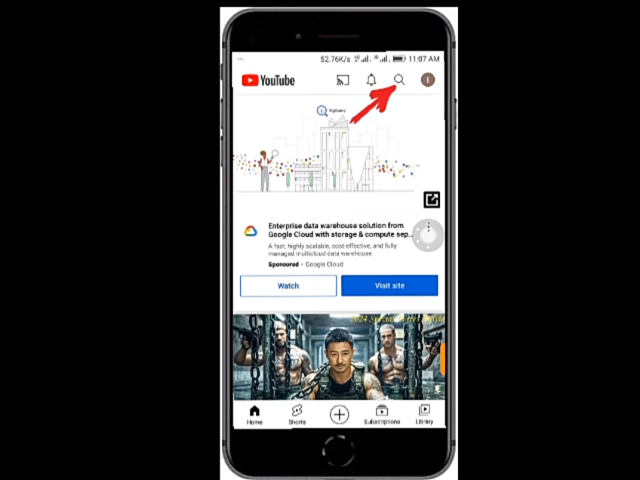 52.76K/s 11:07 AM
YouTube
I
BigQuery
Enterprise data warehouse solution from
Google Cloud with storage & compute sep...
A fast, highly scalable, cost-effective, and fully
managed multicloud data warehouse.
Sponsored • Google Cloud
Watch
Visit site
2024 Special
Home
Shorts
Subscriptions
Library